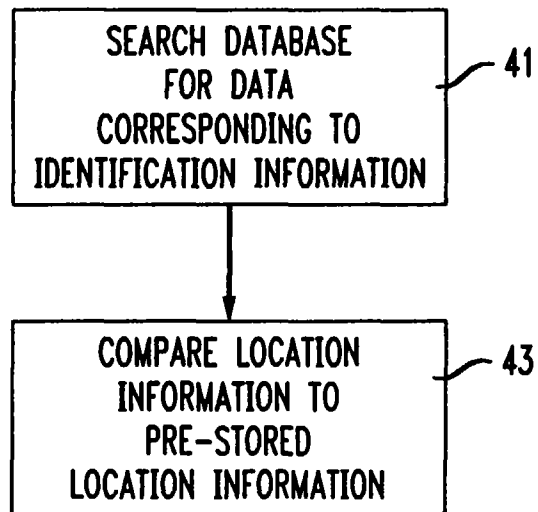 SEARCH DATABASE
FOR DATA
CORRESPONDING TO
IDENTIFICATION INFORMATION
41
COMPARE LOCATION
INFORMATION TO
PRE-STORED
LOCATION INFORMATION
43